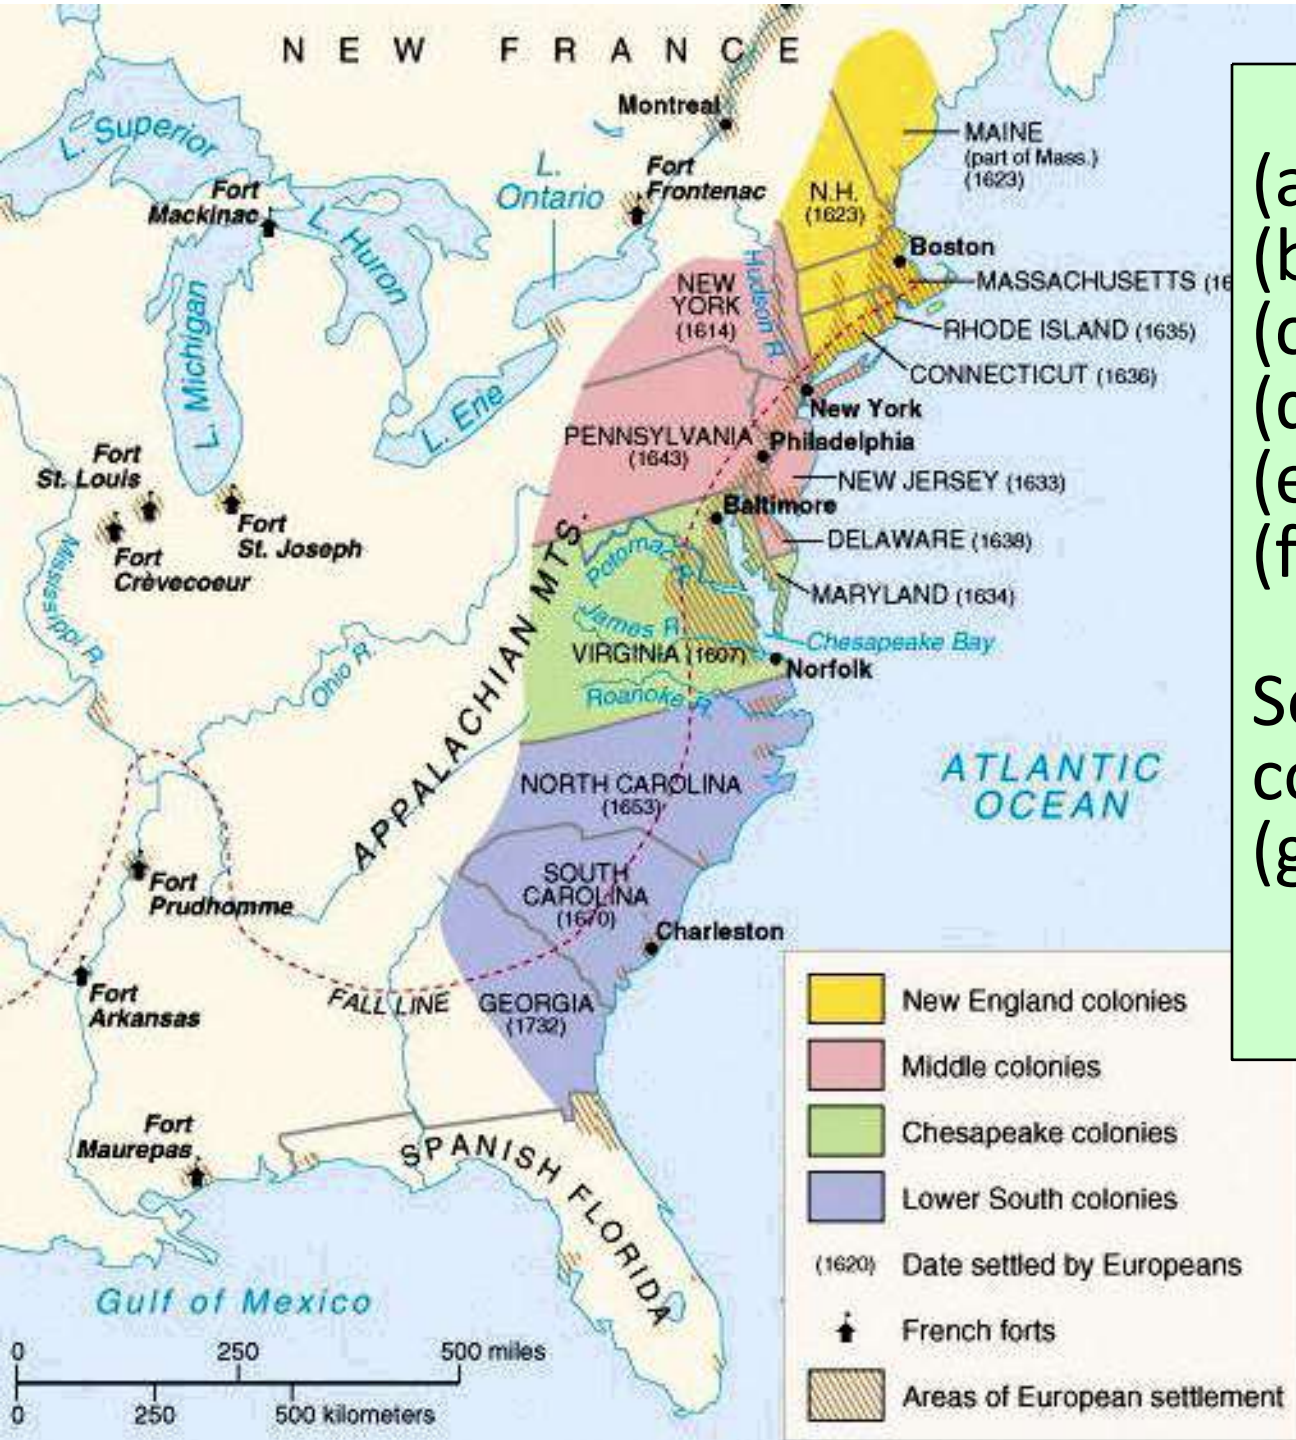 NEW FRANCE
Montreal
L. Superior
Fort
Mackinac
L. Huron
L.
Ontario
Fort
Frontenac
MAINE
(part of Mass.)
(1623)
N.H.
(1623)
Boston
MASSACHUSETTS (16
RHODE ISLAND (1635)
CONNECTICUT (1636)
Hudson R.
NEW
YORK
(1614)
L. Michigan
L. Erie
New York
PENNSYLVANIA
(1643)
Philadelphia
NEW JERSEY (1633)
Baltimore
DELAWARE (1638)
MARYLAND (1634)
Fort
St. Louis
Fort
St. Joseph
Fort
Crèvecoeur
Mississippi R.
Ohio R.
APPALACHIAN MTS.
Potomac R.
James R.
VIRGINIA (1607)
Chesapeake Bay
Norfolk
Roanoke R.
ATLANTIC
OCEAN
NORTH CAROLINA
(1653)
SOUTH
CAROLINA
(1670)
Charleston
Fort
Prudhomme
Fort
Arkansas
FALL LINE
GEORGIA
(1732)
Fort
Maurepas
SPANISH FLORIDA
Gulf of Mexico
0 250 500 miles
0 250 500 kilometers
New England colonies
Middle colonies
Chesapeake colonies
Lower South colonies
(1620) Date settled by Europeans
French forts
Areas of European settlement
(b
(e
(f
(g